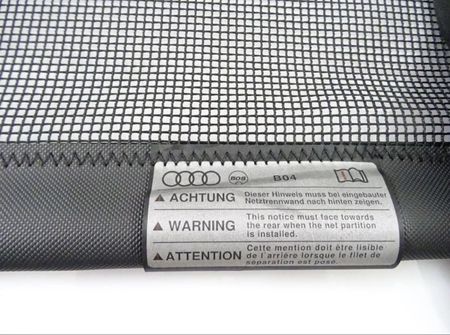 BOS B04
ACHTUNG Dieser Hinweis muss bei eingebauter
Netztrennwand nach hinten zeigen.
WARNING This notice must face towards
the rear when the net partition
is installed.
ATTENTION Cette mention doit être lisible
de l'arrière lorsque le filet de
séparation est posé.